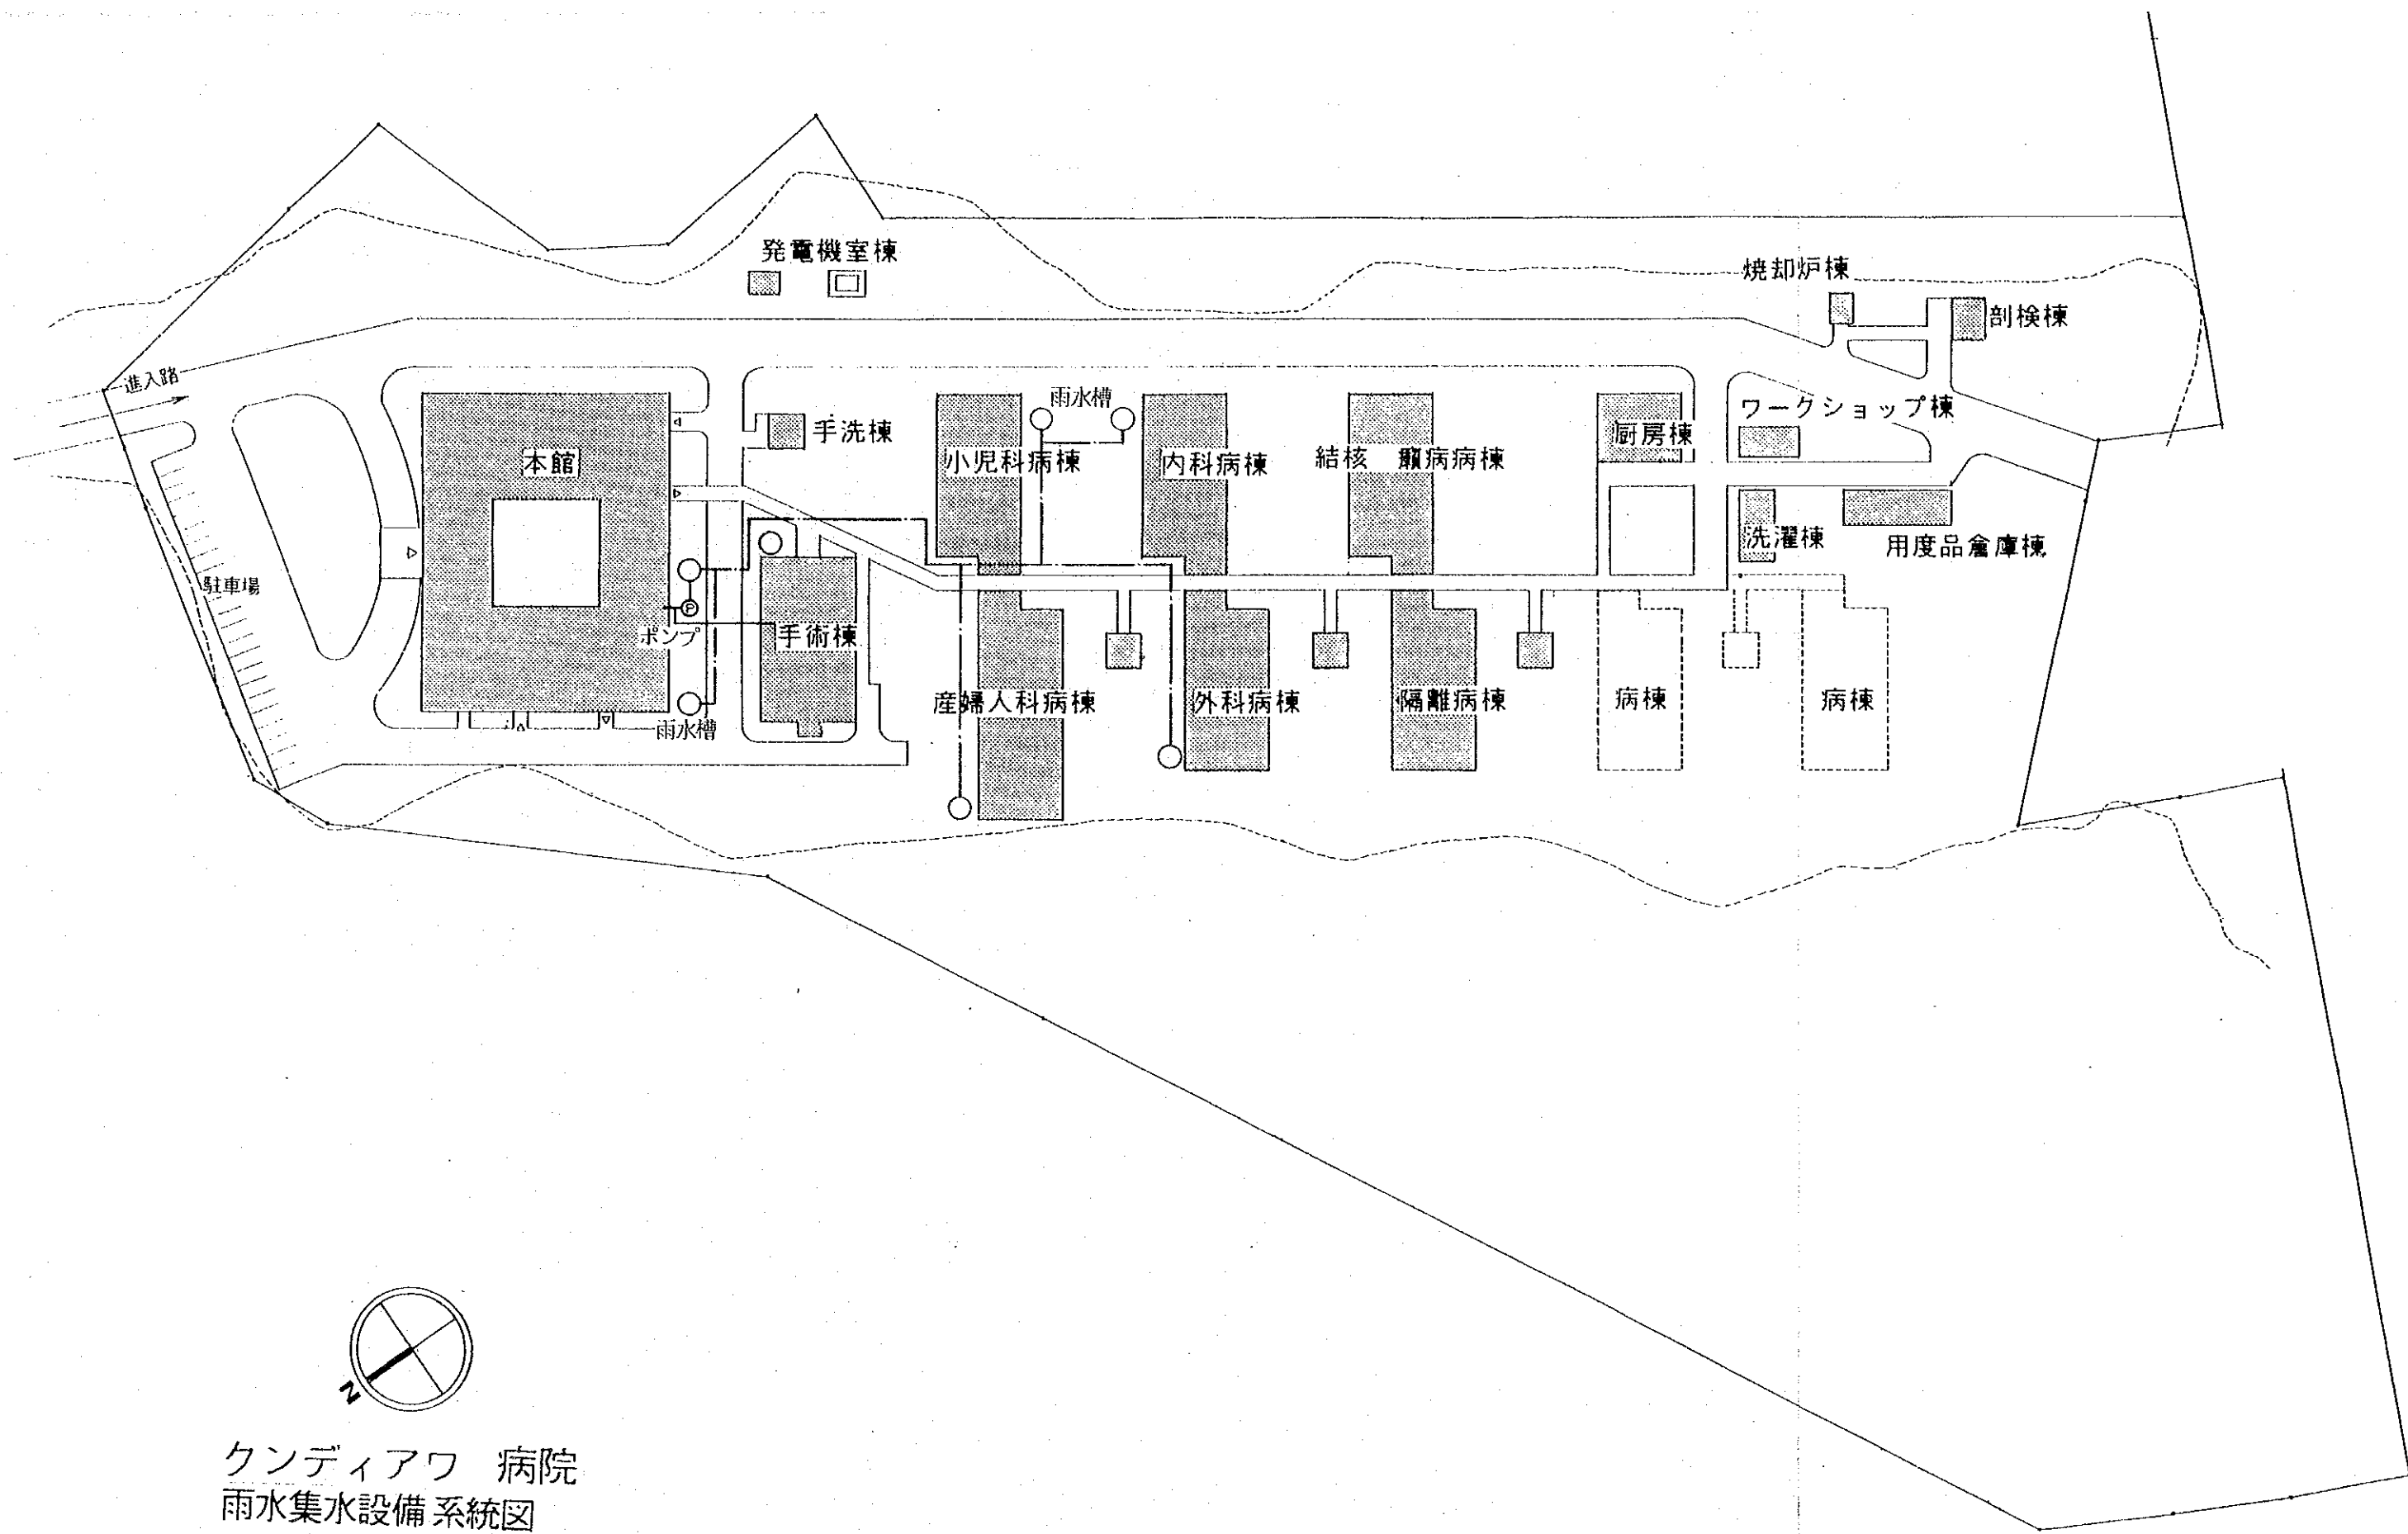 発電機室棟
焼却炉棟
剖検棟
進入路
雨水槽
ワークショップ棟
手洗棟
厨房棟
本館
小児科病棟
内科病棟
結核 癩病病棟
洗濯棟
用度品倉庫棟
駐車場
P
ポンプ
手術棟
産婦人科病棟
外科病棟
隔離病棟
病棟
病棟
雨水槽
N
クンディアワ 病院
雨水集水設備系統図